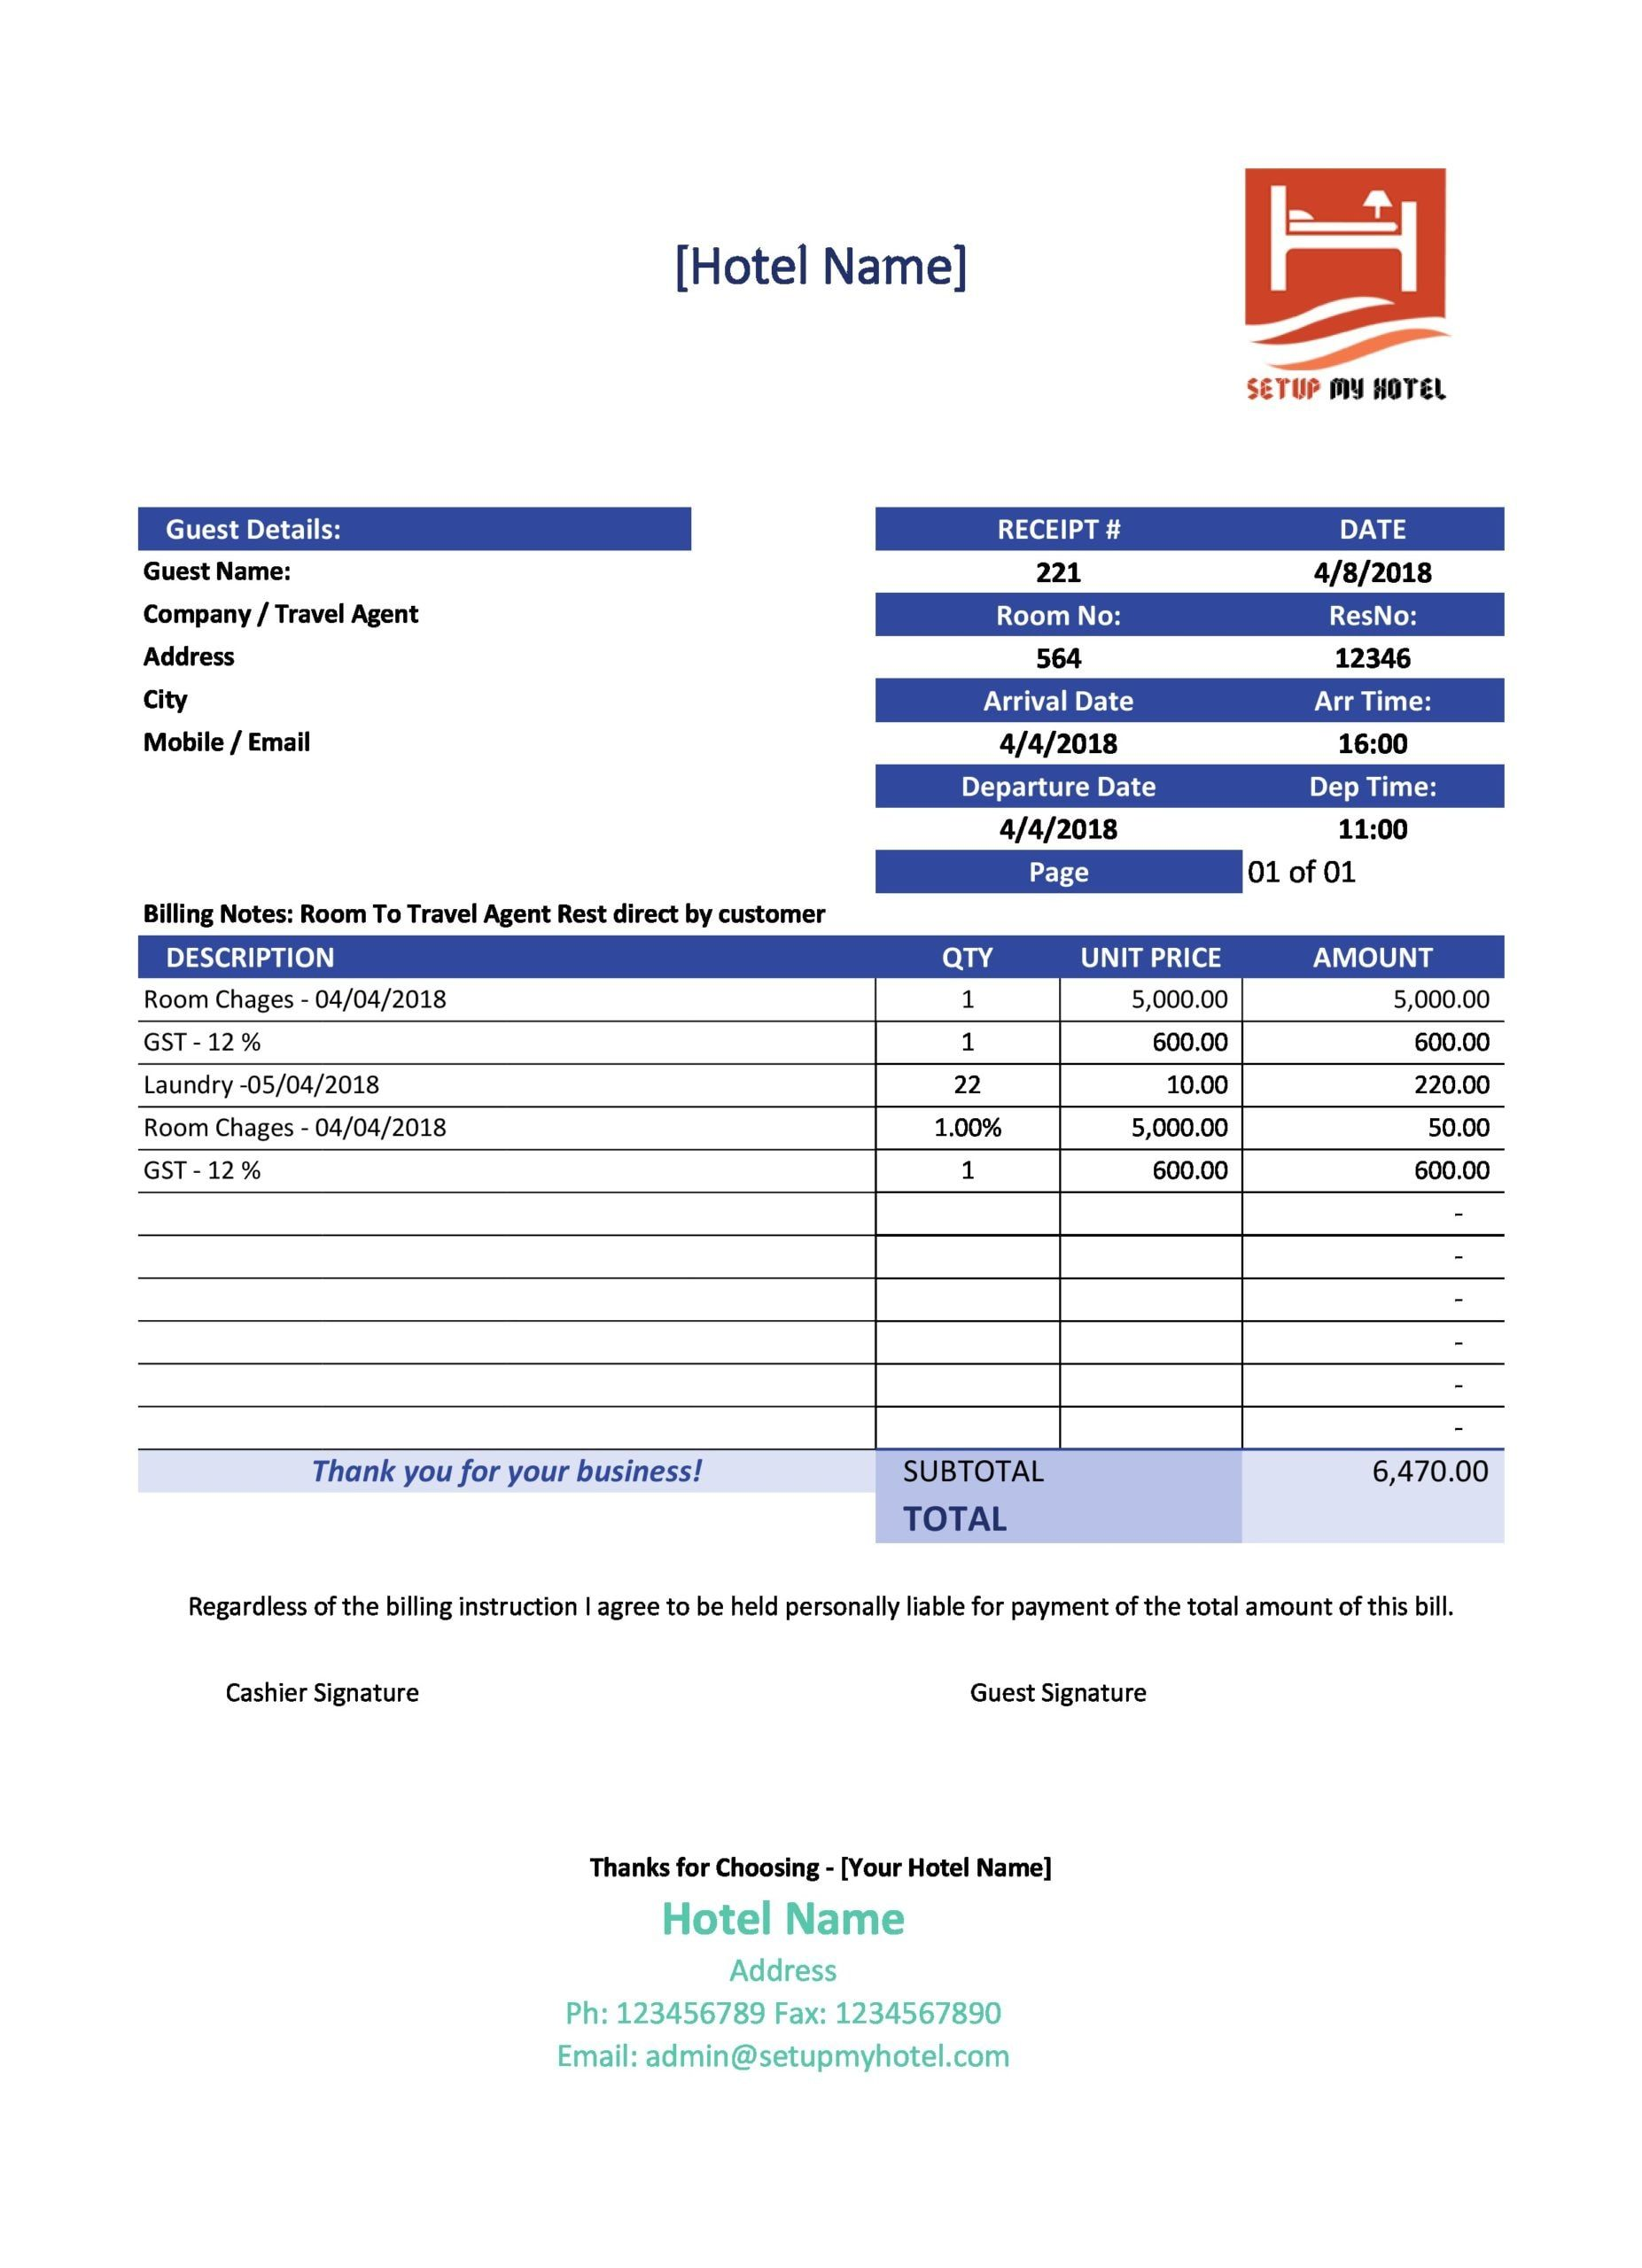 [Hotel Name]
SETUP MY HOTEL
Guest Details:
RECEIPT # DATE
Guest Name:
221 4/8/2018
Company / Travel Agent
Room No: ResNo:
Address
564 12346
City
Arrival Date Arr Time:
Mobile / Email
4/4/2018 16:00
Departure Date Dep Time:
4/4/2018 11:00
Page 01 of 01
Billing Notes: Room To Travel Agent Rest direct by customer
DESCRIPTION QTY UNIT PRICE AMOUNT
Room Chages - 04/04/2018 1 5,000.00 5,000.00
GST - 12 % 1 600.00 600.00
Laundry -05/04/2018 22 10.00 220.00
Room Chages - 04/04/2018 1.00% 5,000.00 50.00
GST - 12 % 1 600.00 600.00
-
-
-
-
-
-
Thank you for your business! SUBTOTAL 6,470.00
TOTAL
Regardless of the billing instruction I agree to be held personally liable for payment of the total amount of this bill.
Cashier Signature Guest Signature
Thanks for Choosing - [Your Hotel Name]
Hotel Name
Address
Ph: 123456789 Fax: 1234567890
Email: admin@setupmyhotel.com